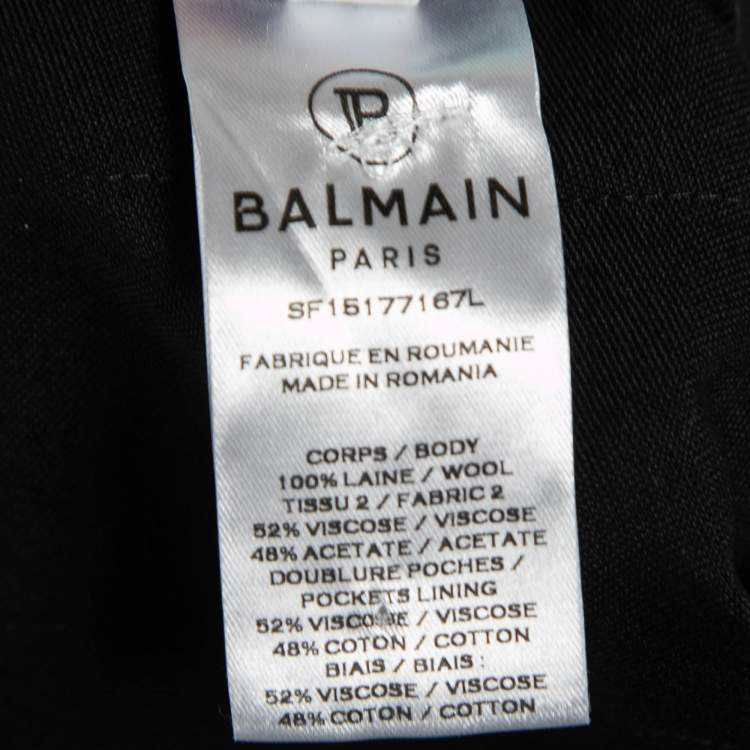 BALMAIN
PARIS
SF15177167L
FABRIQUE EN ROUMANIE
MADE IN ROMANIA
CORPS / BODY
100% LAINE / WOOL
TISSU 2 / FABRIC 2
52% VISCOSE / VISCOSE
48% ACETATE / ACETATE
DOUBLURE POCHES /
POCKETS LINING
52% VISCOSE / VISCOSE
48% COTON / COTTON
BIAIS / BIAIS :
52% VISCOSE / VISCOSE
48% COTON / COTTON